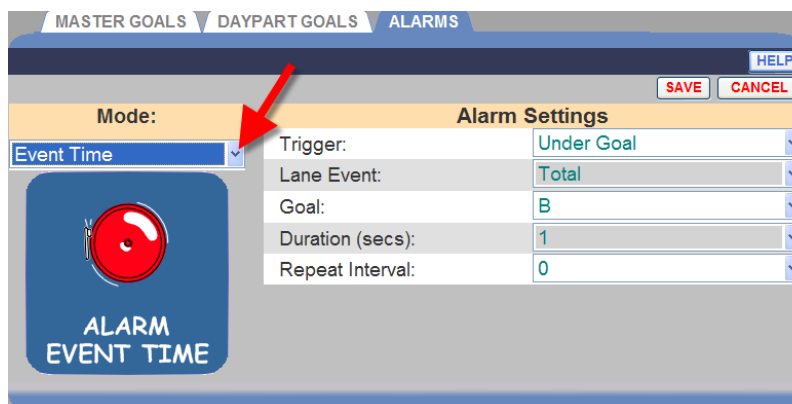 MASTER GOALS DAYPART GOALS ALARMS
HELP
SAVE CANCEL
Mode: Alarm Settings
Event Time
Trigger: Under Goal
Lane Event: Total
Goal: B
Duration (secs): 1
Repeat Interval: 0
ALARM
EVENT TIME